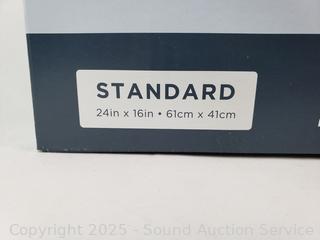 STANDARD
24in x 16in • 61cm x 41cm
Copyright 2025 - Sound Auction Service